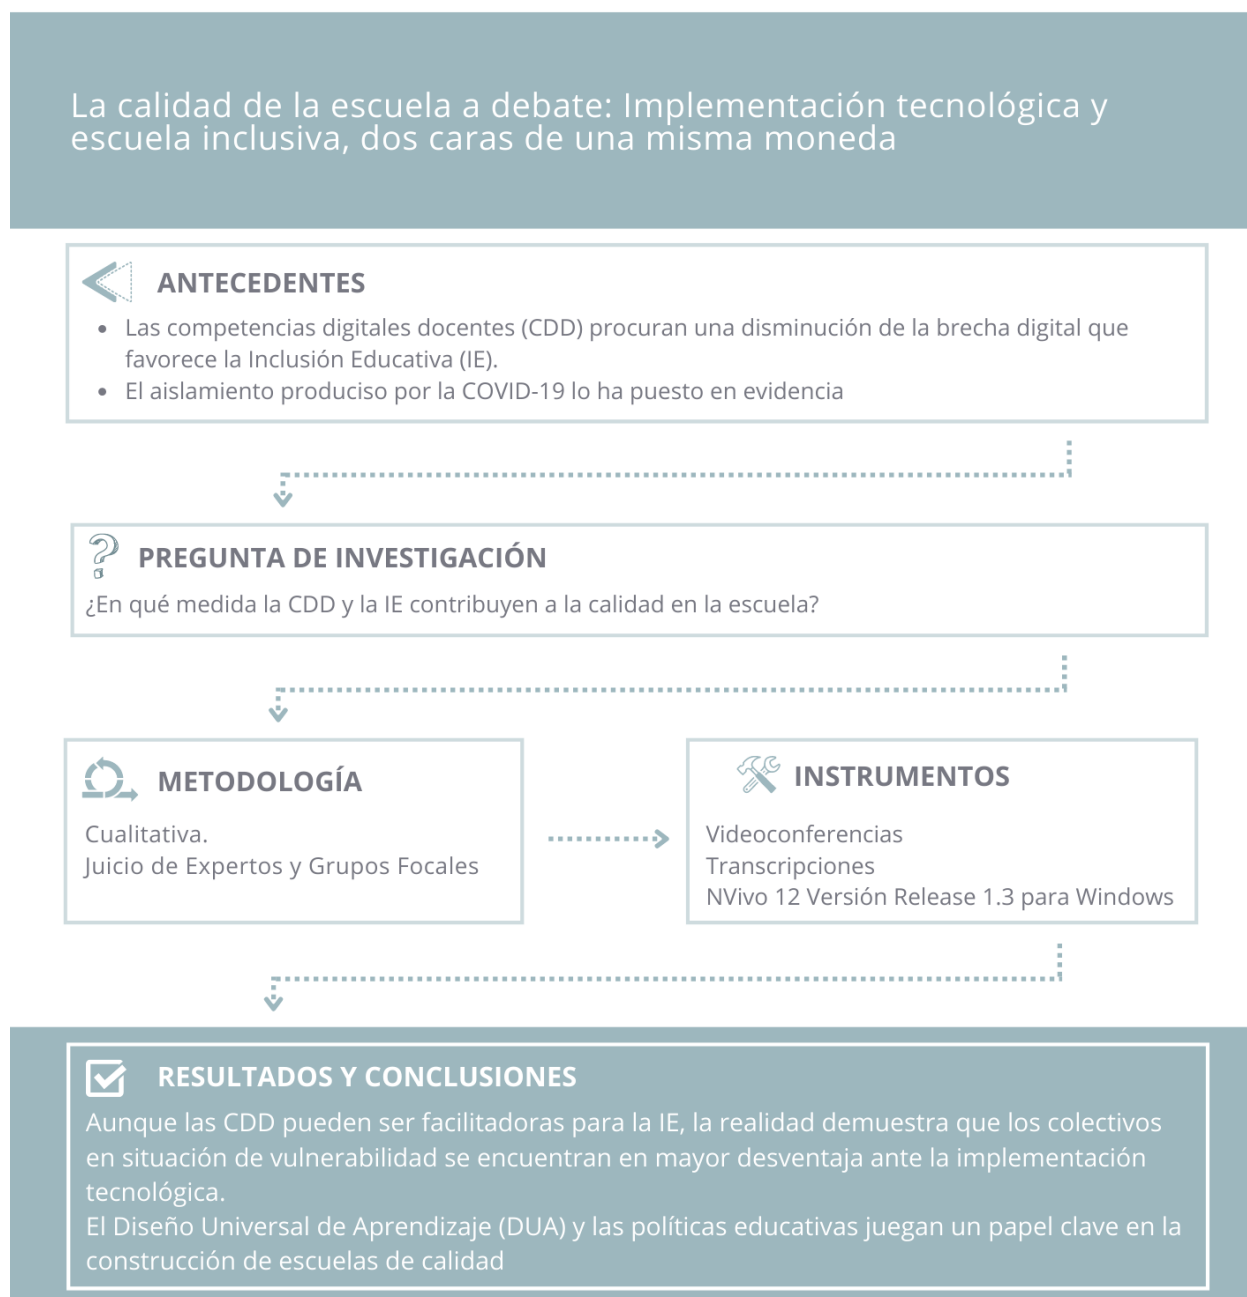 La calidad de la escuela a debate: Implementación tecnológica y
escuela inclusiva, dos caras de una misma moneda
ANTECEDENTES
• Las competencias digitales docentes (CDD) procuran una disminución de la brecha digital que
favorece la Inclusión Educativa (IE).
• El aislamiento produciso por la COVID-19 lo ha puesto en evidencia
PREGUNTA DE INVESTIGACIÓN
¿En qué medida la CDD y la IE contribuyen a la calidad en la escuela?
METODOLOGÍA
Cualitativa.
Juicio de Expertos y Grupos Focales
INSTRUMENTOS
Videoconferencias
Transcripciones
NVivo 12 Versión Release 1.3 para Windows
RESULTADOS Y CONCLUSIONES
Aunque las CDD pueden ser facilitadoras para la IE, la realidad demuestra que los colectivos
en situación de vulnerabilidad se encuentran en mayor desventaja ante la implementación
tecnológica.
El Diseño Universal de Aprendizaje (DUA) y las políticas educativas juegan un papel clave en la
construcción de escuelas de calidad